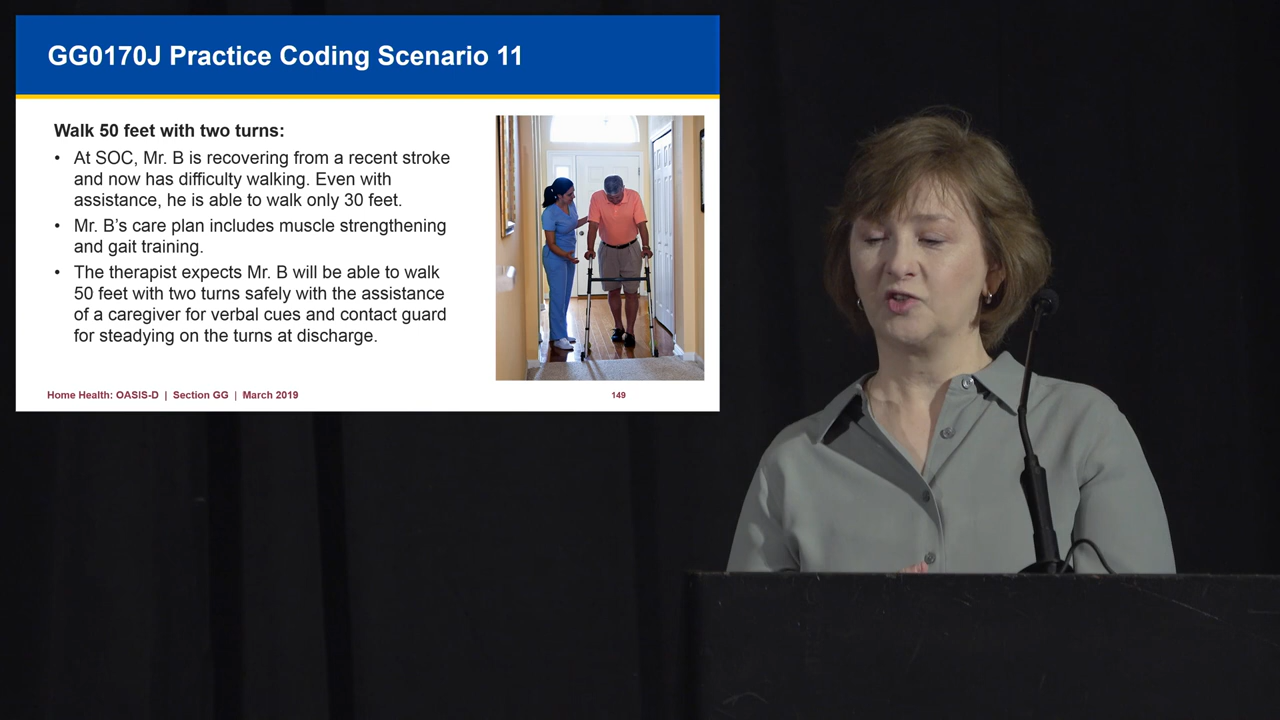 GG0170J Practice Coding Scenario 11
Walk 50 feet with two turns:
• At SOC, Mr. B is recovering from a recent stroke
and now has difficulty walking. Even with
assistance, he is able to walk only 30 feet.
• Mr. B’s care plan includes muscle strengthening
and gait training.
• The therapist expects Mr. B will be able to walk
50 feet with two turns safely with the assistance
of a caregiver for verbal cues and contact guard
for steadying on the turns at discharge.
Home Health: OASIS-D | Section GG | March 2019
149